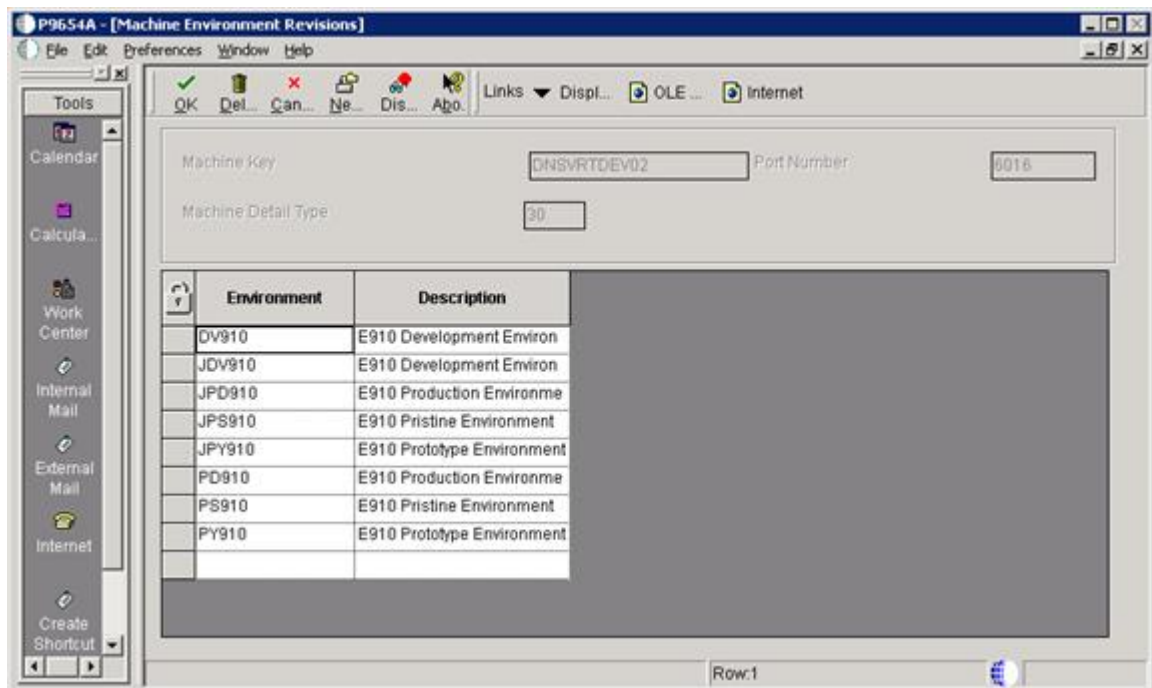 P9654A - [Machine Environment Revisions]
File Edit Preferences Window Help
Tools
OK Del... Can... Ne... Dis... Abo. Links Displ... OLE ... Internet
Calendar
Calcula...
Work
Center
Internal
Mail
External
Mail
Internet
Create
Shortcut
Machine Key DNSVRTDEV02 Port Number 6016
Machine Detail Type 30
Environment Description
DV910 E910 Development Environ
JDV910 E910 Development Environ
JPD910 E910 Production Environme
JPS910 E910 Pristine Environment
JPY910 E910 Prototype Environment
PD910 E910 Production Environme
PS910 E910 Pristine Environment
PY910 E910 Prototype Environment
Row:1